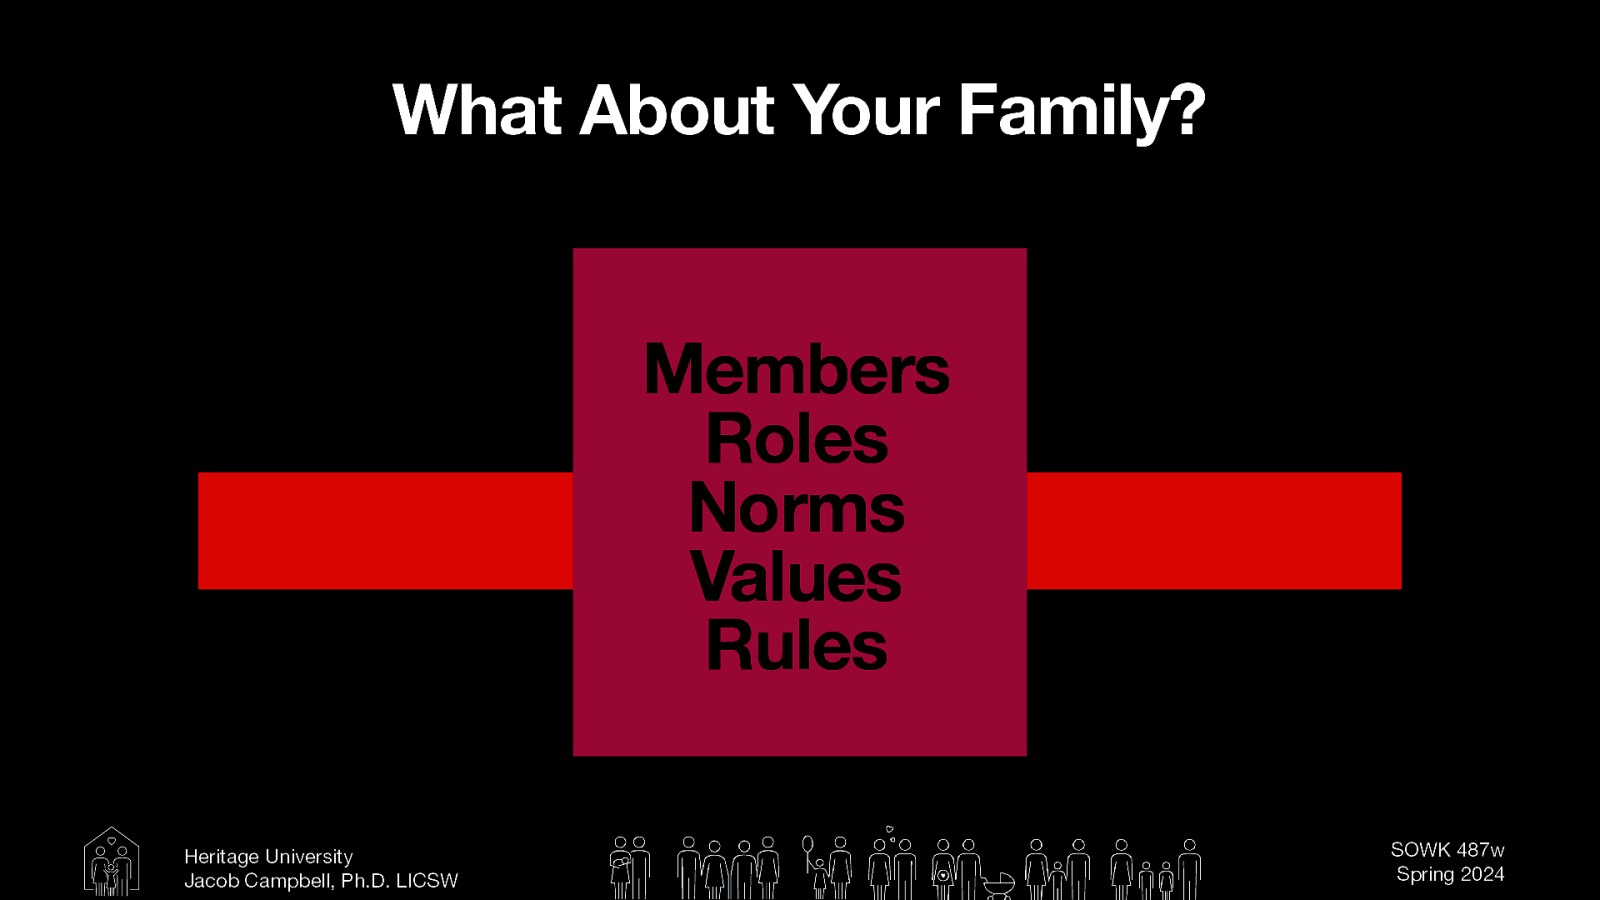 What About Your Family?
Members
Roles
Norms
Values
Rules
Heritage University
Jacob Campbell, Ph.D. LICSW
SOWK 487w
Spring 2024